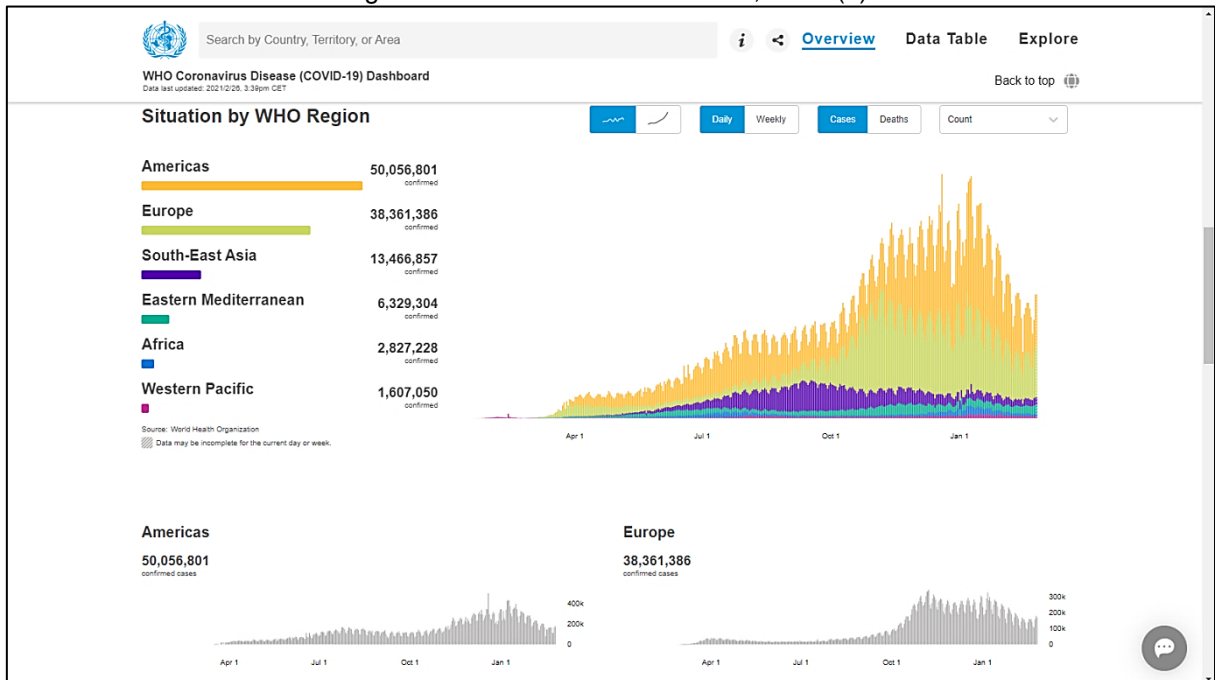 Search by Country, Territory, or Area
i
Overview
Data Table
Explore
WHO Coronavirus Disease (COVID-19) Dashboard
Data last updated: 2021/2/26, 3:39pm CET
Back to top
Situation by WHO Region
Daily
Weekly
Cases
Deaths
Count
Americas
50,056,801
confirmed
Europe
38,361,386
confirmed
South-East Asia
13,466,857
confirmed
Eastern Mediterranean
6,329,304
confirmed
Africa
2,827,228
confirmed
Western Pacific
1,607,050
confirmed
Source: World Health Organization
Data may be incomplete for the current day or week.
Apr 1
Jul 1
Oct 1
Jan 1
Americas
50,056,801
confirmed cases
400k
200k
0
Apr 1
Jul 1
Oct 1
Jan 1
Europe
38,361,386
confirmed cases
300k
200k
100k
0
Apr 1
Jul 1
Oct 1
Jan 1